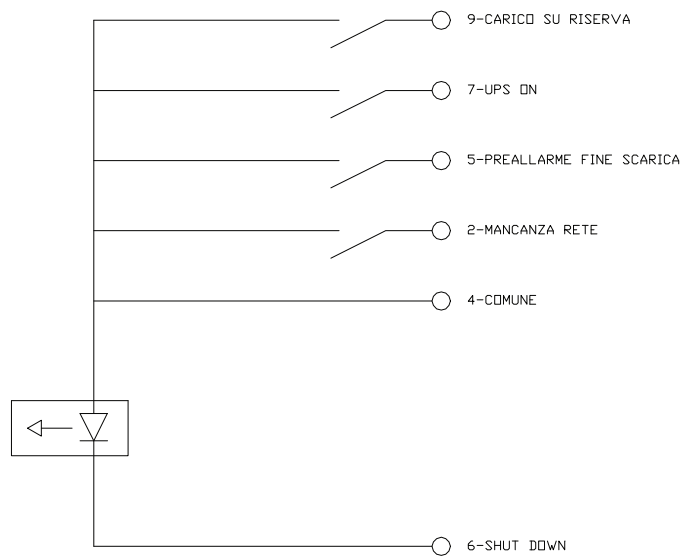 9-CARICO SU RISERVA
7-UPS ON
5-PREALLARME FINE SCARICA
2-MANCANZA RETE
4-COMUNE
6-SHUT DOWN